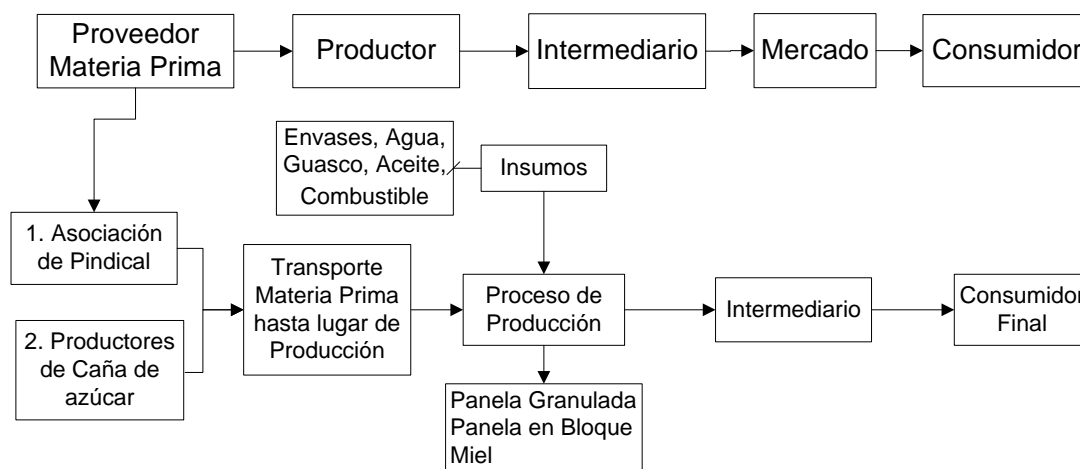 Proveedor
Materia Prima
Productor
Intermediario
Mercado
Consumidor
Envases, Agua,
Guasco, Aceite,
Combustible
Insumos
1. Asociación
de Pindical
2. Productores
de Caña de
azúcar
Transporte
Materia Prima
hasta lugar de
Producción
Proceso de
Producción
Intermediario
Consumidor
Final
Panela Granulada
Panela en Bloque
Miel